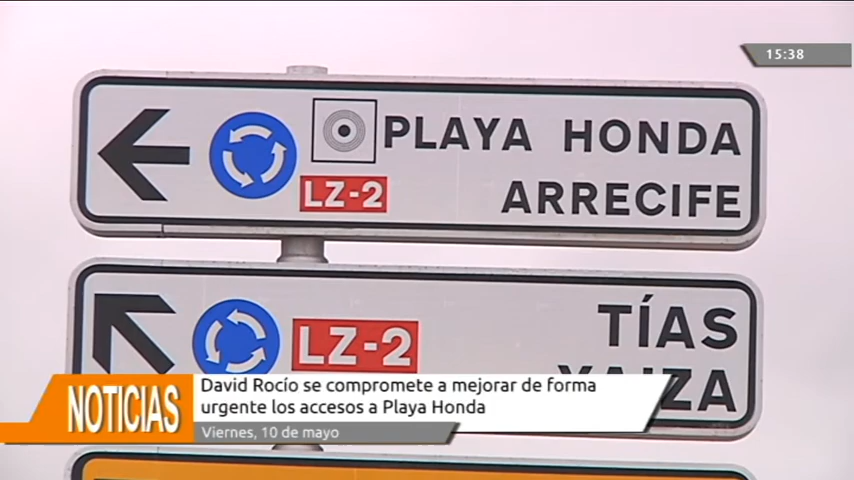 15:38
PLAYA HONDA
LZ-2
ARRECIFE
LZ-2
TÍAS
YAIZA
NOTICIAS
David Rocío se compromete a mejorar de forma
urgente los accesos a Playa Honda
Viernes, 10 de mayo